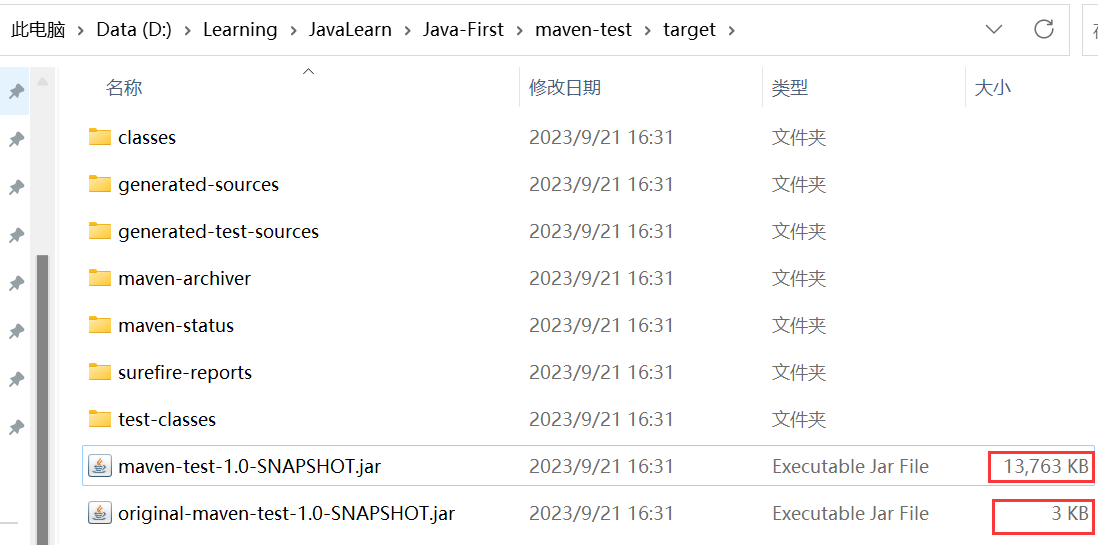 此电脑 > Data (D:) > Learning > JavaLearn > Java-First > maven-test > target >
名称 修改日期 类型 大小
classes 2023/9/21 16:31 文件夹
generated-sources 2023/9/21 16:31 文件夹
generated-test-sources 2023/9/21 16:31 文件夹
maven-archiver 2023/9/21 16:31 文件夹
maven-status 2023/9/21 16:31 文件夹
surefire-reports 2023/9/21 16:31 文件夹
test-classes 2023/9/21 16:31 文件夹
maven-test-1.0-SNAPSHOT.jar 2023/9/21 16:31 Executable Jar File 13,763 KB
original-maven-test-1.0-SNAPSHOT.jar 2023/9/21 16:31 Executable Jar File 3 KB